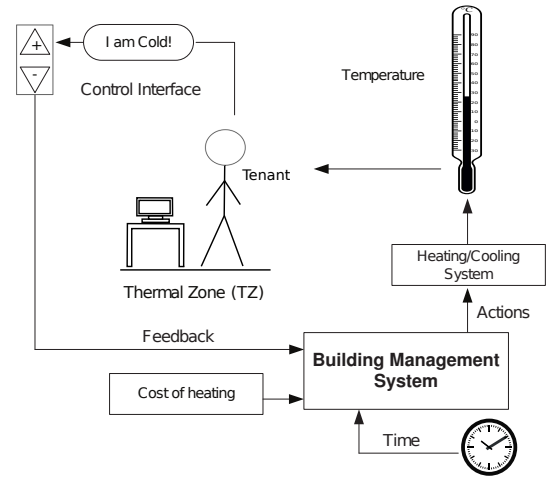 +
I am Cold!
-
Control Interface
°C
Temperature
Tenant
Thermal Zone (TZ)
Heating/Cooling
System
Actions
Feedback
Building Management
System
Cost of heating
Time